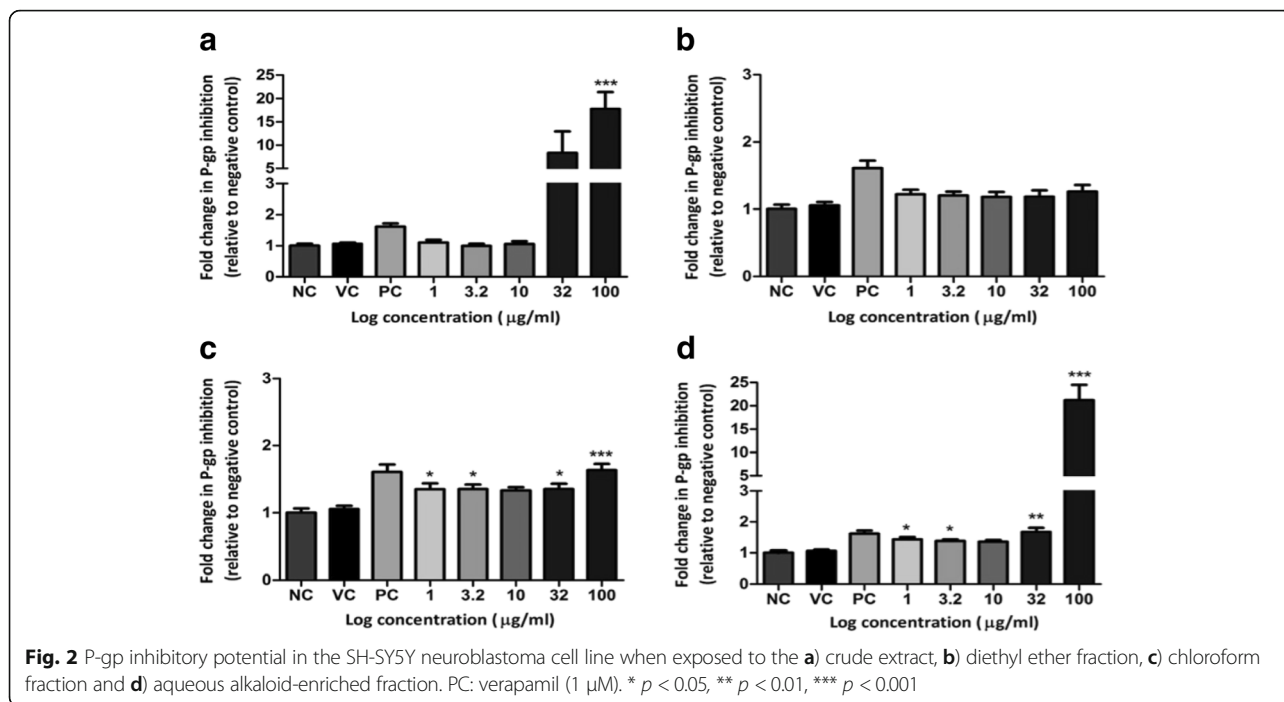 a
Fold change in P-gp inhibition
(relative to negative control)
25
20
15
10
5
3
2
1
0
***
NC VC PC 1 3.2 10 32 100
Log concentration ( µg/ml)
b
Fold change in P-gp inhibition
(relative to negative control)
3
2
1
0
NC VC PC 1 3.2 10 32 100
Log concentration ( µg/ml)
c
Fold change in P-gp inhibition
(relative to negative control)
3
2
1
0
* * * ***
NC VC PC 1 3.2 10 32 100
Log concentration ( µg/ml)
d
Fold change in P-gp inhibition
(relative to negative control)
25
20
15
10
5
3
2
1
0
* * ** ***
NC VC PC 1 3.2 10 32 100
Log concentration ( µg/ml)
Fig. 2 P-gp inhibitory potential in the SH-SY5Y neuroblastoma cell line when exposed to the a) crude extract, b) diethyl ether fraction, c) chloroform
fraction and d) aqueous alkaloid-enriched fraction. PC: verapamil (1 µM). * p < 0.05, ** p < 0.01, *** p < 0.001